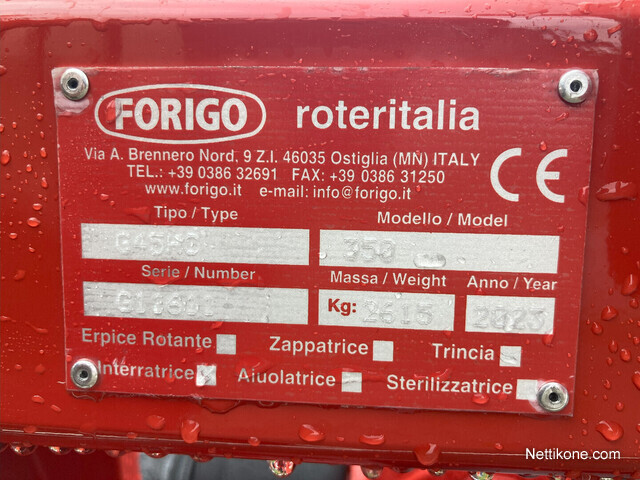 FORIGO roteritalia
Via A. Brennero Nord, 9 Z.I. 46035 Ostiglia (MN) ITALY
TEL.: +39 0386 32691 FAX: +39 0386 31250
www.forigo.it e-mail: info@forigo.it
CE
Tipo / Type Modello / Model
350
Serie / Number Massa / Weight Anno / Year
Kg: 2615 2023
Erpice Rotante Zappatrice Trincia
Interratrice Aiuolatrice Sterilizzatrice
Nettikone.com